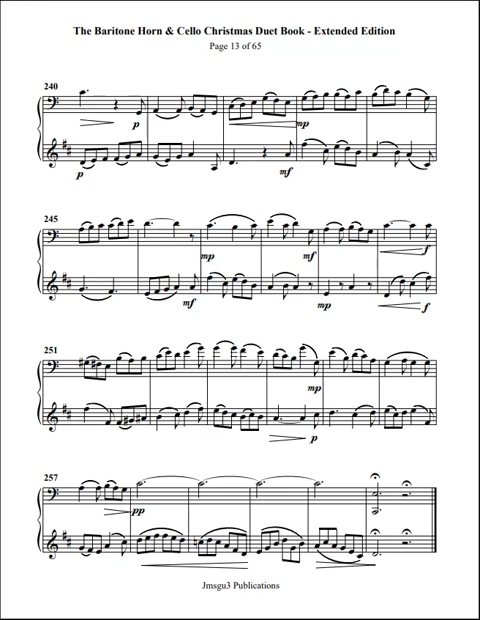 The Baritone Horn & Cello Christmas Duet Book - Extended Edition
Page 13 of 65
240
p
mp
p
mf
245
mp
mf
f
mf
mp
f
251
mp
p
257
pp
Jmsgu3 Publications